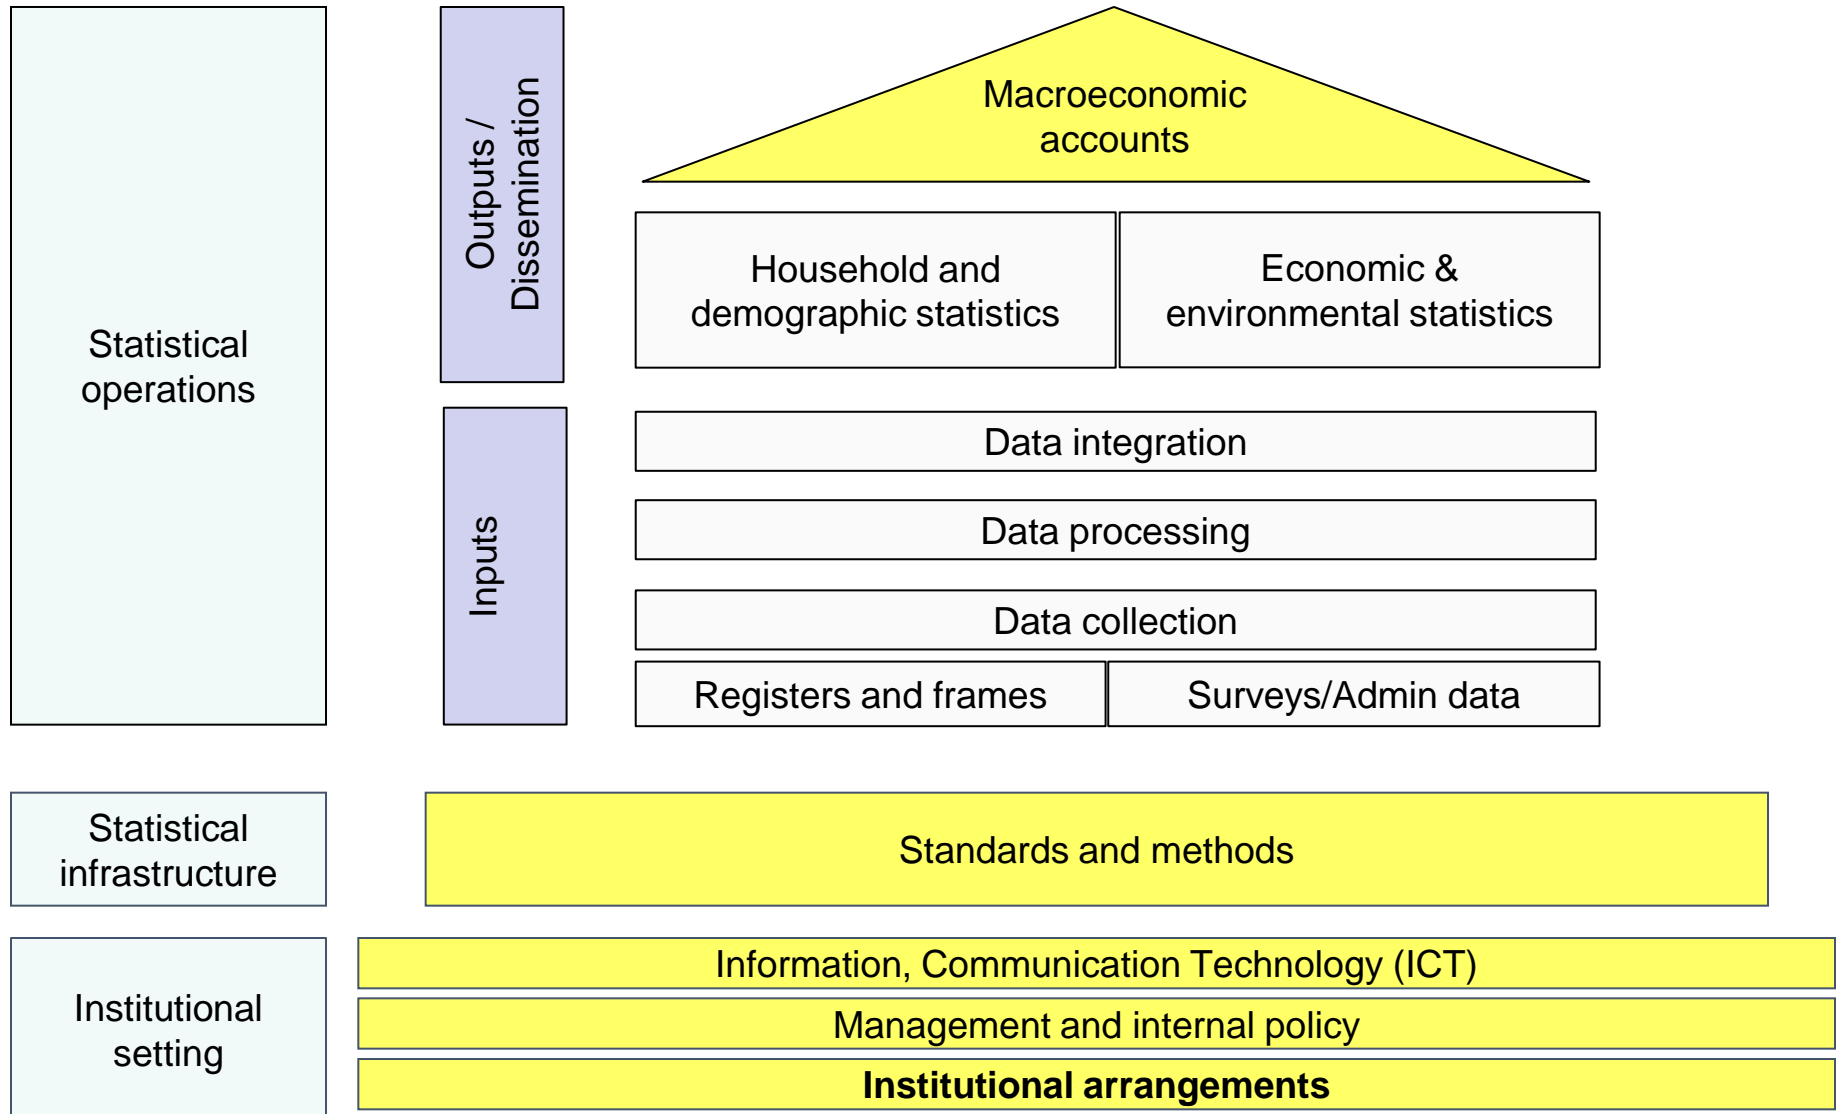 Statistical
operations
Outputs /
Dissemination
Macroeconomic
accounts
Household and
demographic statistics
Economic &
environmental statistics
Inputs
Data integration
Data processing
Data collection
Registers and frames
Surveys/Admin data
Statistical
infrastructure
Standards and methods
Institutional
setting
Information, Communication Technology (ICT)
Management and internal policy
Institutional arrangements